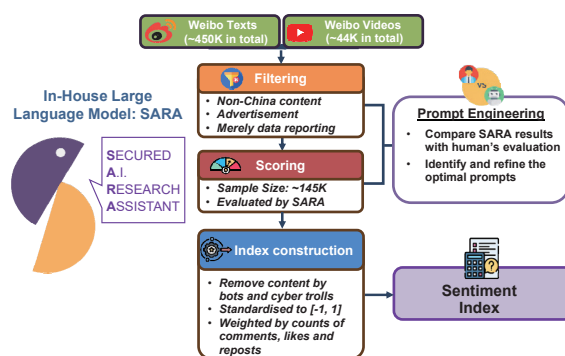 Weibo Texts
(~450K in total)
Weibo Videos
(~44K in total)
Filtering
• Non-China content
• Advertisement
• Merely data reporting
VS
Prompt Engineering
• Compare SARA results
with human's evaluation
• Identify and refine the
optimal prompts
In-House Large
Language Model: SARA
SECURED
A.I.
RESEARCH
ASSISTANT
Scoring
• Sample Size: ~145K
• Evaluated by SARA
Index construction
• Remove content by
bots and cyber trolls
• Standardised to [-1, 1]
• Weighted by counts of
comments, likes and
reposts
Sentiment
Index